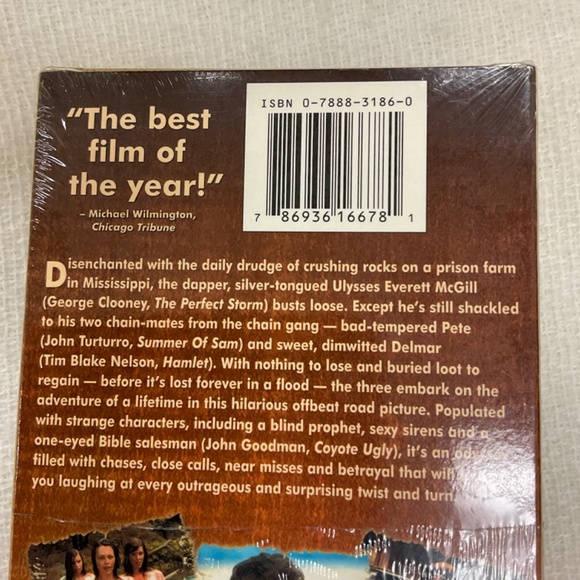 ISBN 0-7888-3186-0
7 86936 16678 1
“The best
film of
the year!”
– Michael Wilmington,
Chicago Tribune
Disenchanted with the daily drudge of crushing rocks on a prison farm
in Mississippi, the dapper, silver-tongued Ulysses Everett McGill
(George Clooney, The Perfect Storm) busts loose. Except he's still shackled
to his two chain-mates from the chain gang — bad-tempered Pete
(John Turturro, Summer Of Sam) and sweet, dimwitted Delmar
(Tim Blake Nelson, Hamlet). With nothing to lose and buried loot to
regain — before it's lost forever in a flood — the three embark on the
adventure of a lifetime in this hilarious offbeat road picture. Populated
with strange characters, including a blind prophet, sexy sirens and a
one-eyed Bible salesman (John Goodman, Coyote Ugly), it's an odyssey
filled with chases, close calls, near misses and betrayal that will
you laughing at every outrageous and surprising twist and turn